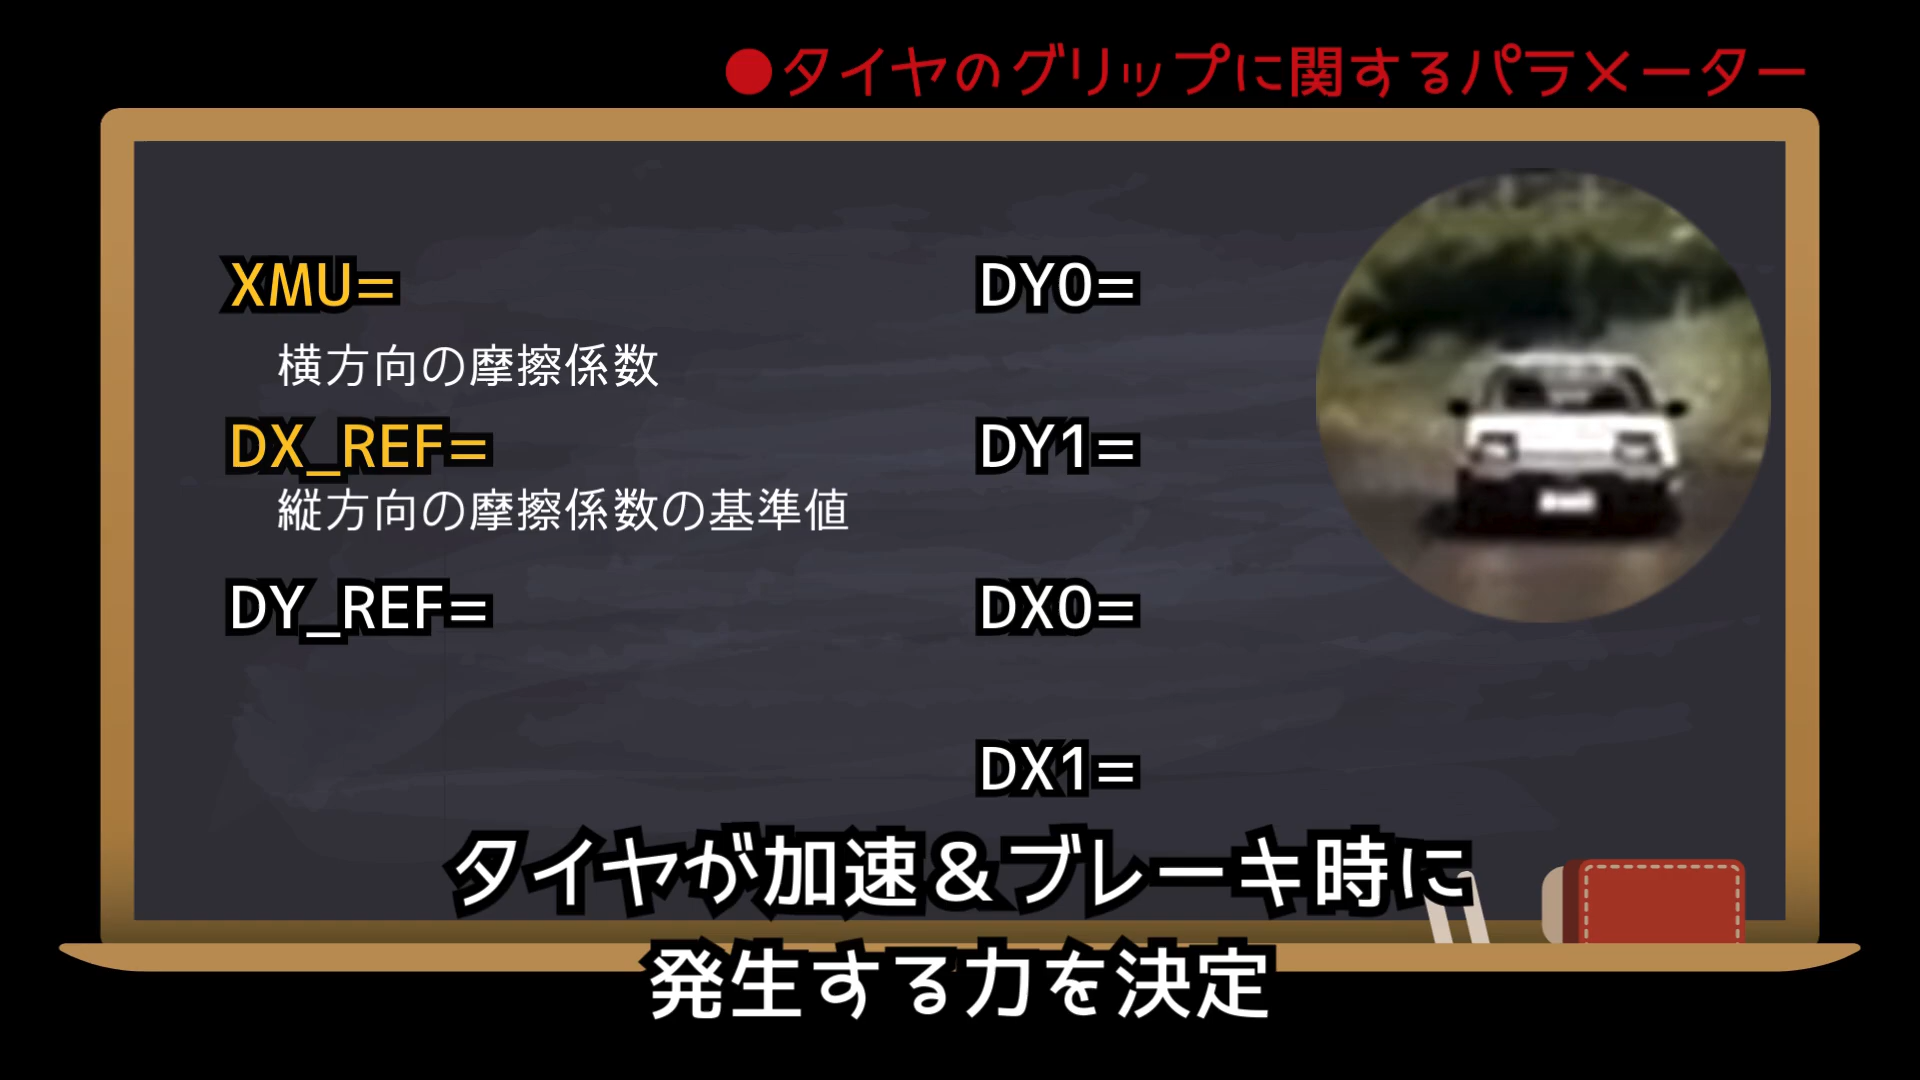 ●タイヤのグリップに関するパラメーター
XMU=
横方向の摩擦係数
DX_REF=
縦方向の摩擦係数の基準値
DY_REF=
DY0=
DY1=
DX0=
DX1=
タイヤが加速＆ブレーキ時に
発生する力を決定